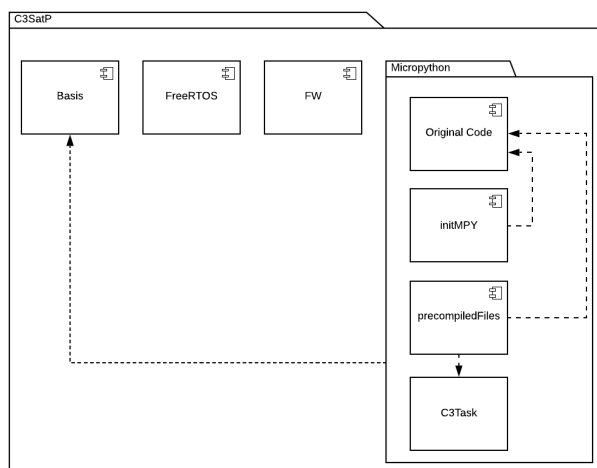 C3SatP
Basis
FreeRTOS
FW
Micropython
Original Code
initMPY
precompiledFiles
C3Task